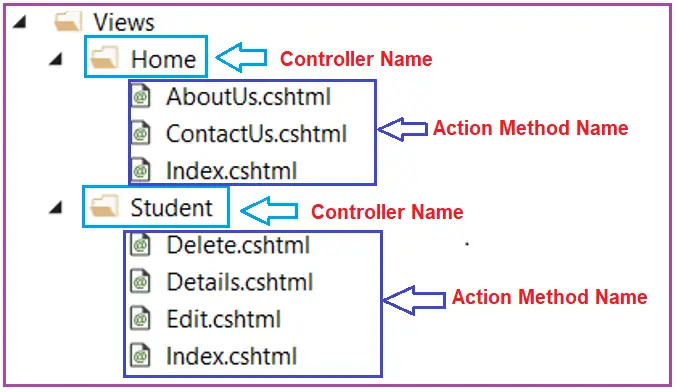 Views
Home Controller Name
AboutUs.cshtml
ContactUs.cshtml Action Method Name
Index.cshtml
Student Controller Name
Delete.cshtml
Details.cshtml
Edit.cshtml Action Method Name
Index.cshtml